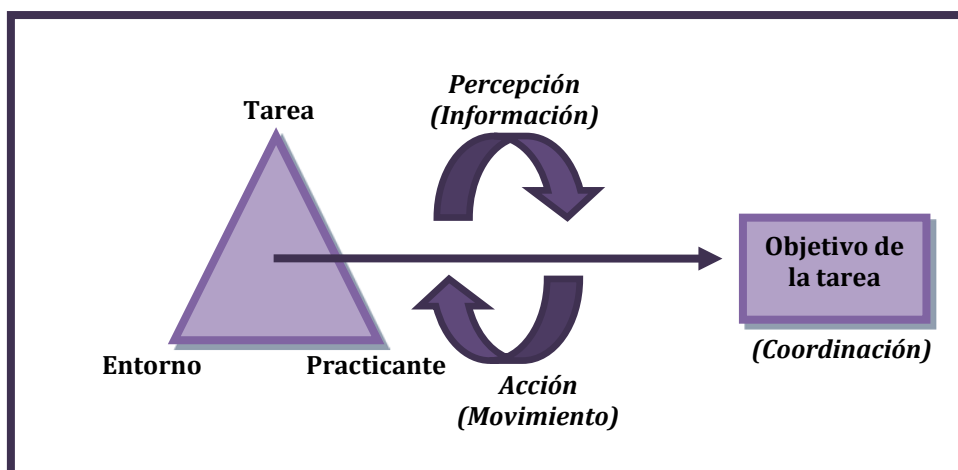 Percepción
(Información)
Tarea
Objetivo de
la tarea
Entorno
Practicante
(Coordinación)
Acción
(Movimiento)